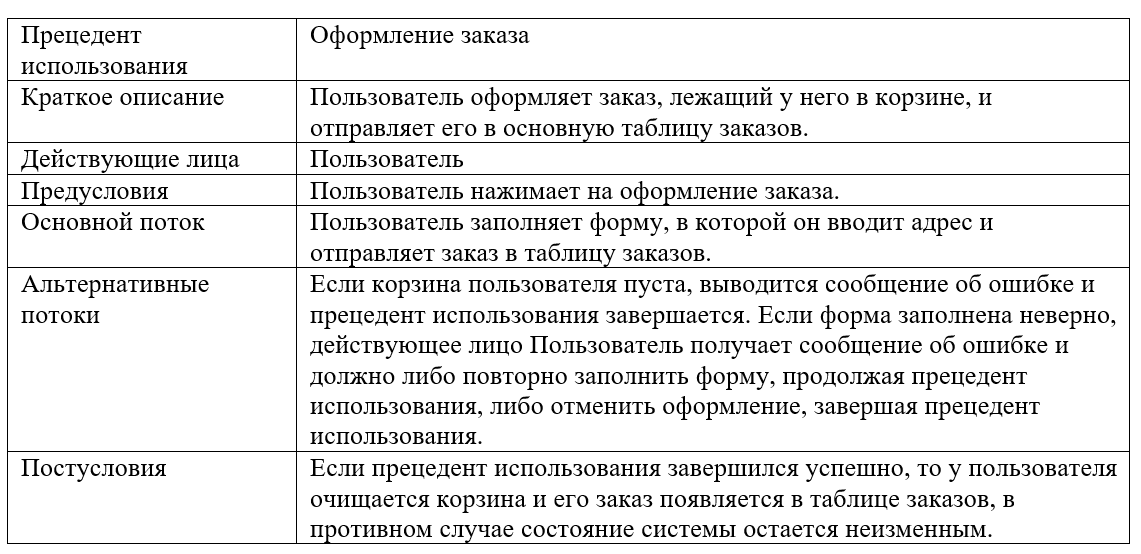 Прецедент
использования
Оформление заказа
Краткое описание
Пользователь оформляет заказ, лежащий у него в корзине, и
отправляет его в основную таблицу заказов.
Действующие лица
Пользователь
Предусловия
Пользователь нажимает на оформление заказа.
Основной поток
Пользователь заполняет форму, в которой он вводит адрес и
отправляет заказ в таблицу заказов.
Альтернативные
потоки
Если корзина пользователя пуста, выводится сообщение об ошибке и
прецедент использования завершается. Если форма заполнена неверно,
действующее лицо Пользователь получает сообщение об ошибке и
должно либо повторно заполнить форму, продолжая прецедент
использования, либо отменить оформление, завершая прецедент
использования.
Постусловия
Если прецедент использования завершился успешно, то у пользователя
очищается корзина и его заказ появляется в таблице заказов, в
противном случае состояние системы остается неизменным.